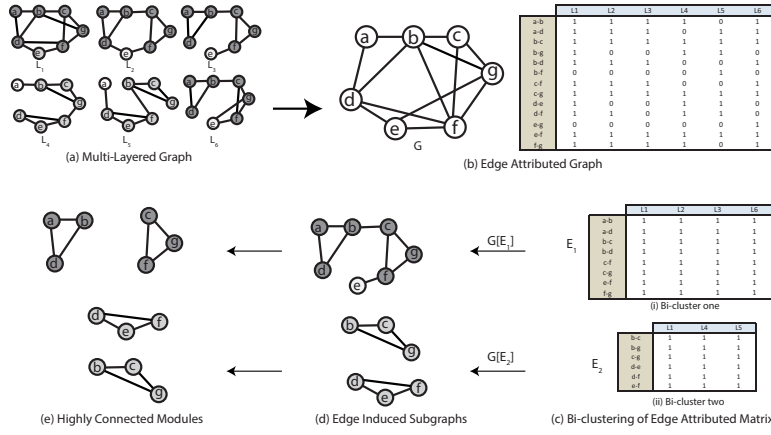 a b c d e f g
L1
a b c d e f g
L2
a b c d e f g
L3
a b c d e f g
L4
a b c d e f g
L5
a b c d e f g
L6
(a) Multi-Layered Graph
a b c
g
d
e f
G
L1 L2 L3 L4 L5 L6
a-b 1 1 1 1 0 1
a-d 1 1 1 0 1 1
b-c 1 1 1 1 1 1
b-g 1 0 1 1 1 0
b-d 1 1 1 0 0 1
b-f 0 0 0 0 1 0
c-f 1 1 1 0 0 1
c-g 1 1 1 1 1 1
d-e 1 0 0 1 1 0
d-f 1 1 0 1 1 0
e-g 0 0 0 0 0 1
e-f 1 1 1 1 1 1
f-g 1 1 1 1 0 1
(b) Edge Attributed Graph
a b
d
c
g
f
d f
e
b c
g
(e) Highly Connected Modules
G[E1]
a b c
g
d f
e
G[E2]
b c
g
d f
e
(d) Edge Induced Subgraphs
E1
L1 L2 L3 L6
a-b 1 1 1 1
a-d 1 1 1 1
b-c 1 1 1 1
b-d 1 1 1 1
c-f 1 1 1 1
c-g 1 1 1 1
e-f 1 1 1 1
f-g 1 1 1 1
(i) Bi-cluster one
E2
L1 L4 L5
b-c 1 1 1
b-g 1 1 1
c-g 1 1 1
d-e 1 1 1
d-f 1 1 1
e-f 1 1 1
(ii) Bi-cluster two
(c) Bi-clustering of Edge Attributed Matrix